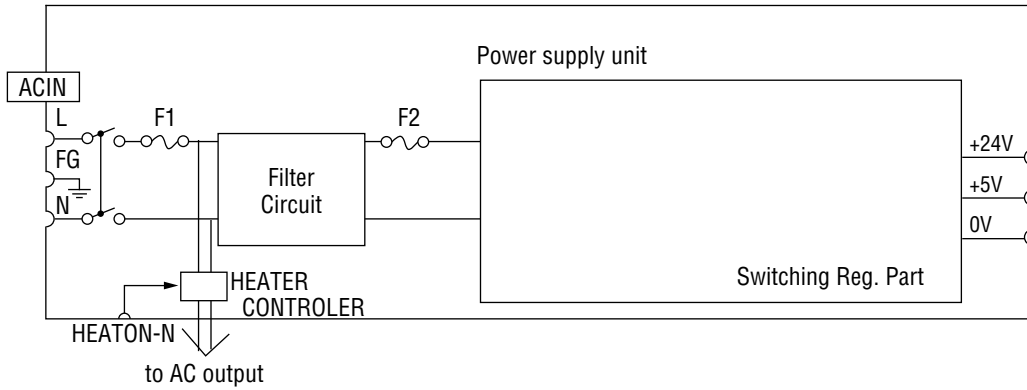 Power supply unit
ACIN
L
F1
F2
FG
Filter
Circuit
N
+24V
+5V
0V
Switching Reg. Part
HEATER
CONTROLER
HEATON-N
to AC output